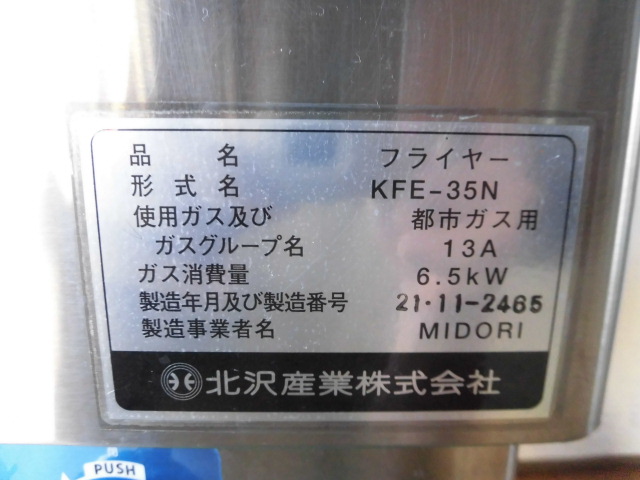 品名 フライヤー
形式名 KFE-35N
使用ガス及び 都市ガス用
ガスグループ名 13A
ガス消費量 6.5kW
製造年月及び製造番号 21・11-2465
製造事業者名 MIDORI
北沢産業株式会社
PUSH